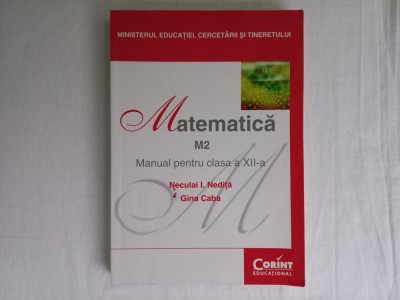 MINISTERUL EDUCAȚIEI, CERCETĂRII ȘI TINERETULUI
Matematică
M2
Manual pentru clasa a XII-a
Neculai I. Nediță
Gina Caba
M
CORINT
EDUCAȚIONAL